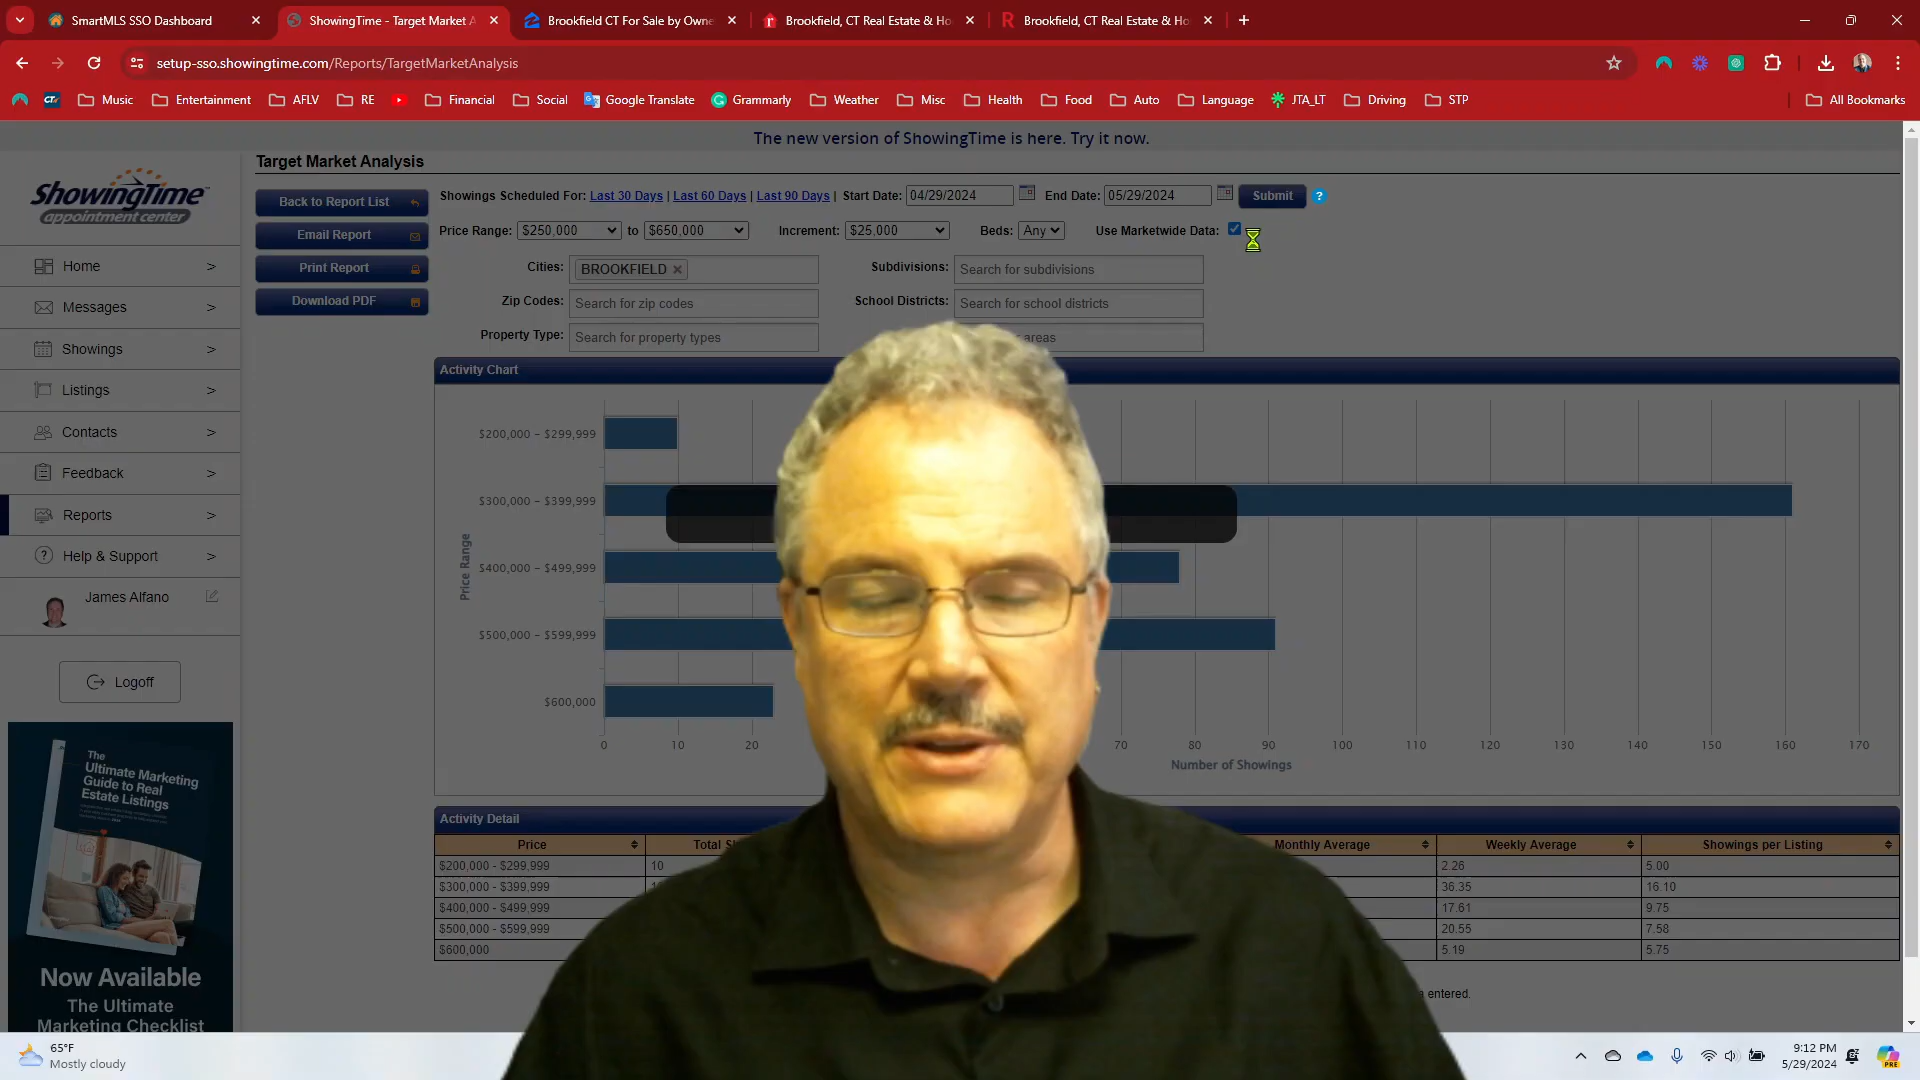 SmartMLS SSO Dashboard
ShowingTime - Target Market A
Brookfield CT For Sale by Owne
Brookfield, CT Real Estate & Ho
Brookfield, CT Real Estate & Ho
setup-sso.showingtime.com/Reports/TargetMarketAnalysis
Music Entertainment AFLV RE Financial Social Google Translate Grammarly Weather Misc Health Food Auto Language JTA_LT Driving STP All Bookmarks
The new version of ShowingTime is here. Try it now.
ShowingTime
appointment center
Home >
Messages >
Showings >
Listings >
Contacts >
Feedback >
Reports >
Help & Support >
James Alfano
Logoff
The
Ultimate Marketing
Guide to Real
Estate Listings
Now Available
The Ultimate
Marketing Checklist
Target Market Analysis
Back to Report List
Email Report
Print Report
Download PDF
Showings Scheduled For: Last 30 Days | Last 60 Days | Last 90 Days | Start Date: 04/29/2024 End Date: 05/29/2024 Submit ?
Price Range: $250,000 to $650,000 Increment: $25,000 Beds: Any Use Marketwide Data:
Cities: BROOKFIELD × Subdivisions: Search for subdivisions
Zip Codes: Search for zip codes School Districts: Search for school districts
Property Type: Search for property types areas
Activity Chart
Price Range
$200,000 - $299,999
$300,000 - $399,999
$400,000 - $499,999
$500,000 - $599,999
$600,000
0 10 20 70 80 90 100 110 120 130 140 150 160 170
Number of Showings
Activity Detail
Price Total Monthly Average Weekly Average Showings per Listing
$200,000 - $299,999 10 2.26 5.00
$300,000 - $399,999 36.35 16.10
$400,000 - $499,999 17.61 9.75
$500,000 - $599,999 20.55 7.58
$600,000 5.19 5.75
entered.
65°F
Mostly cloudy
9:12 PM
5/29/2024
PRE